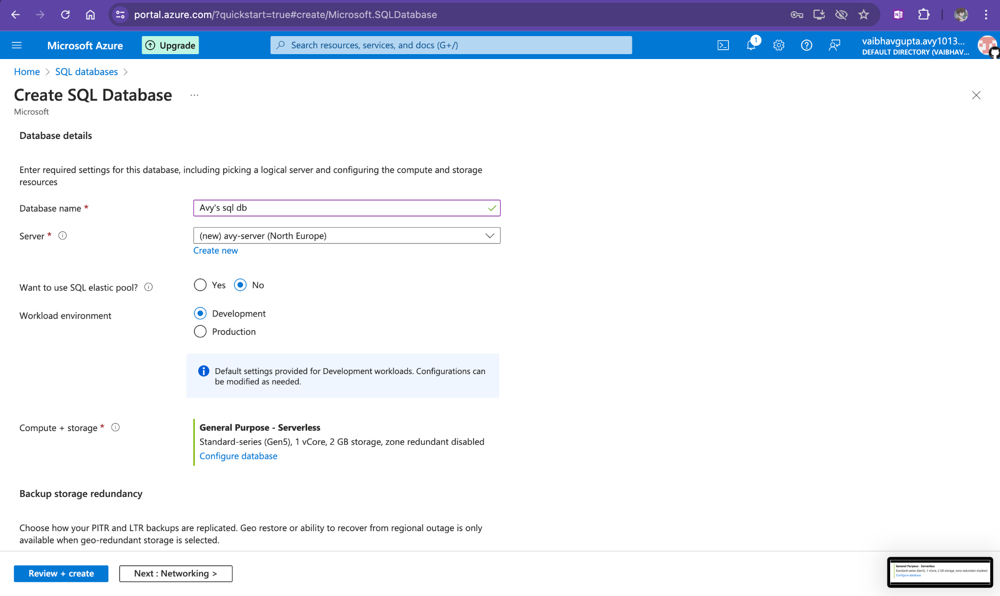 portal.azure.com/?quickstart=true#create/Microsoft.SQLDatabase
Microsoft Azure
Upgrade
Search resources, services, and docs (G+/)
1
vaibhavgupta.avy1013...
DEFAULT DIRECTORY (VAIBHAV...
Home > SQL databases >
Create SQL Database ...
Microsoft
Database details
Enter required settings for this database, including picking a logical server and configuring the compute and storage
resources
Database name *
Avy's sql db
Server *
(new) avy-server (North Europe)
Create new
Want to use SQL elastic pool?
Yes No
Workload environment
Development
Production
Default settings provided for Development workloads. Configurations can
be modified as needed.
Compute + storage *
General Purpose - Serverless
Standard-series (Gen5), 1 vCore, 2 GB storage, zone redundant disabled
Configure database
Backup storage redundancy
Choose how your PITR and LTR backups are replicated. Geo restore or ability to recover from regional outage is only
available when geo-redundant storage is selected.
Review + create
Next : Networking >
General Purpose - Serverless
Standard-series (Gen5), 1 vCore, 2 GB storage, zone redundant disabled
Configure database